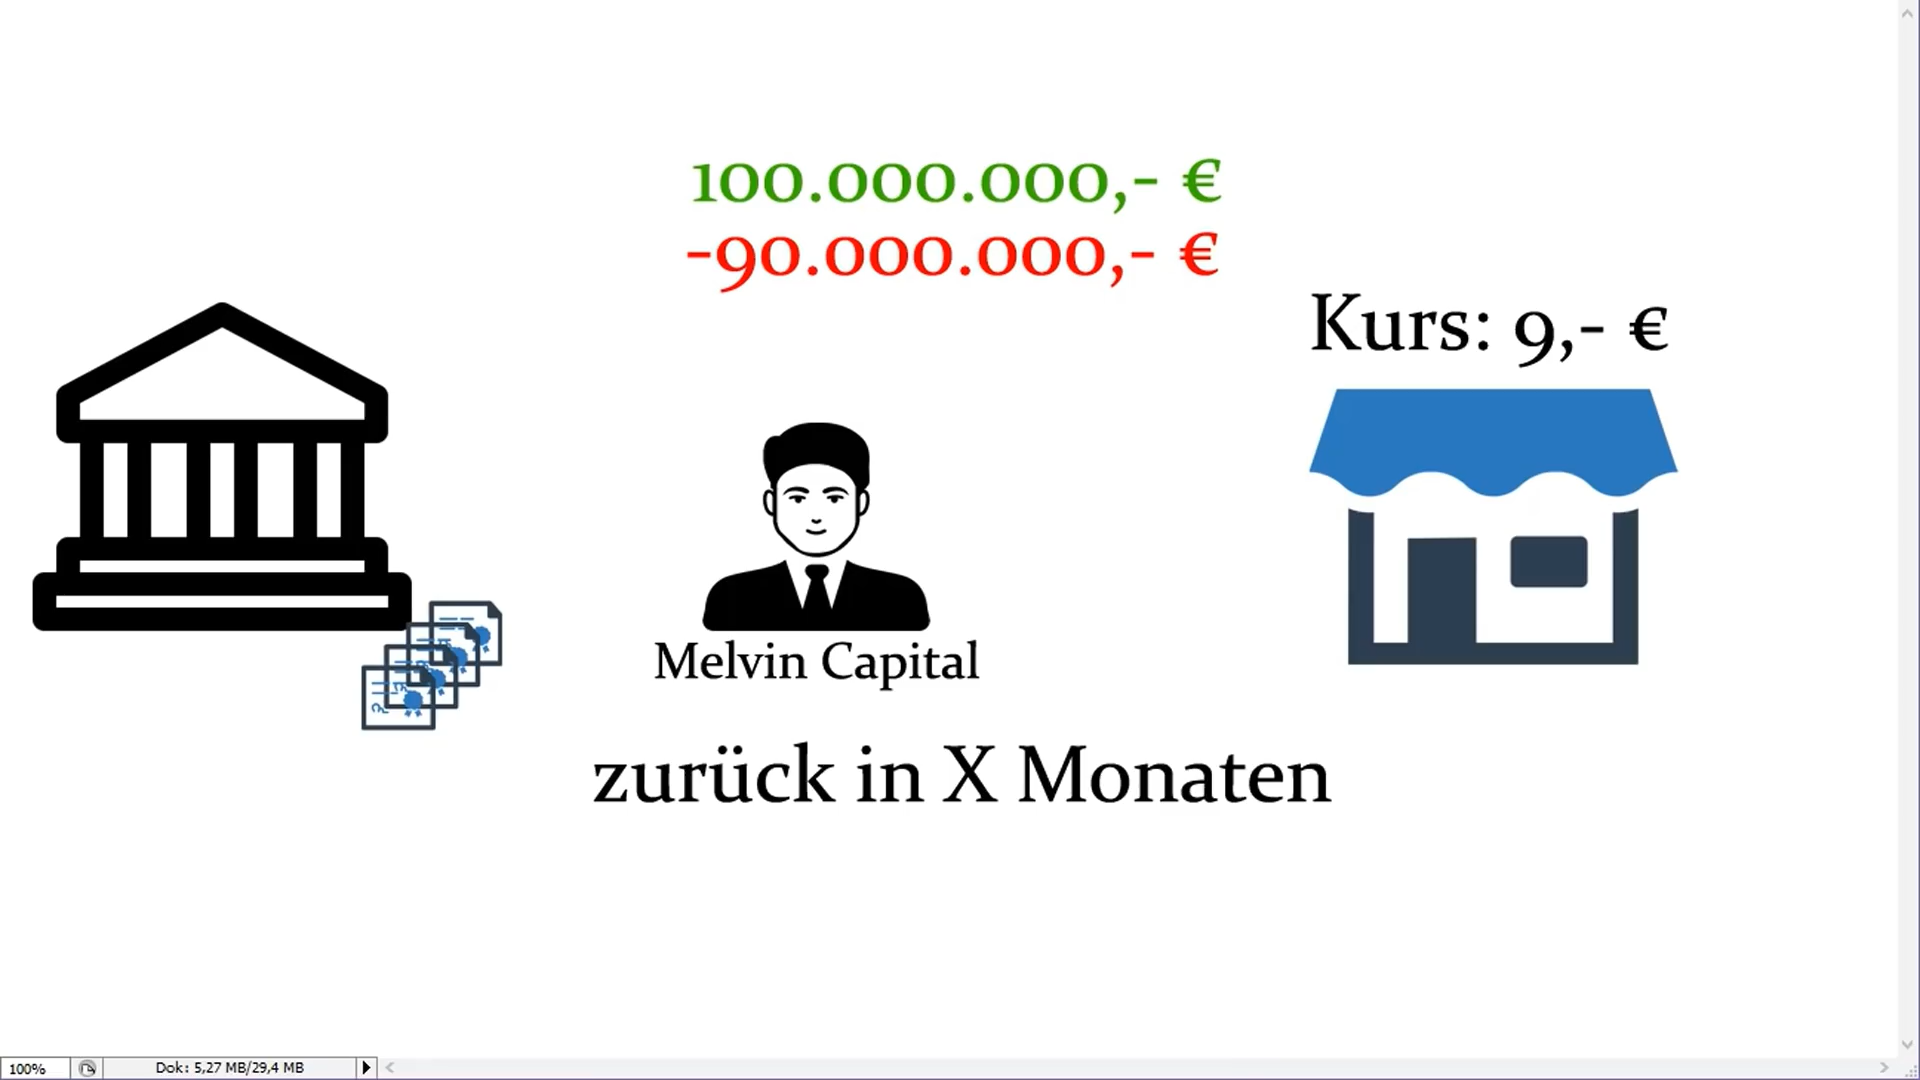 100.000.000,- €
-90.000.000,- €
Kurs: 9,- €
Melvin Capital
zurück in X Monaten
100%
Dok: 5,27 MB/29,4 MB